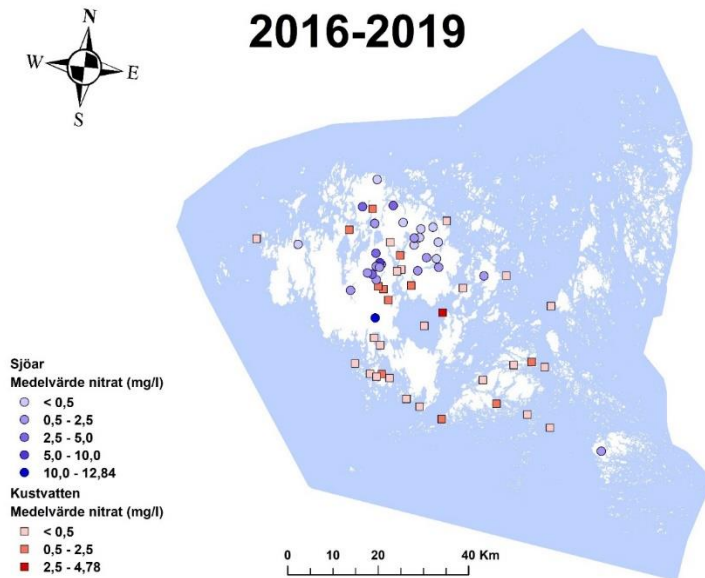 N
W
E
S
2016-2019
Sjöar
Medelvärde nitrat (mg/l)
< 0,5
0,5 - 2,5
2,5 - 5,0
5,0 - 10,0
10,0 - 12,84
Kustvatten
Medelvärde nitrat (mg/l)
< 0,5
0,5 - 2,5
2,5 - 4,78
0 10 20 40 Km